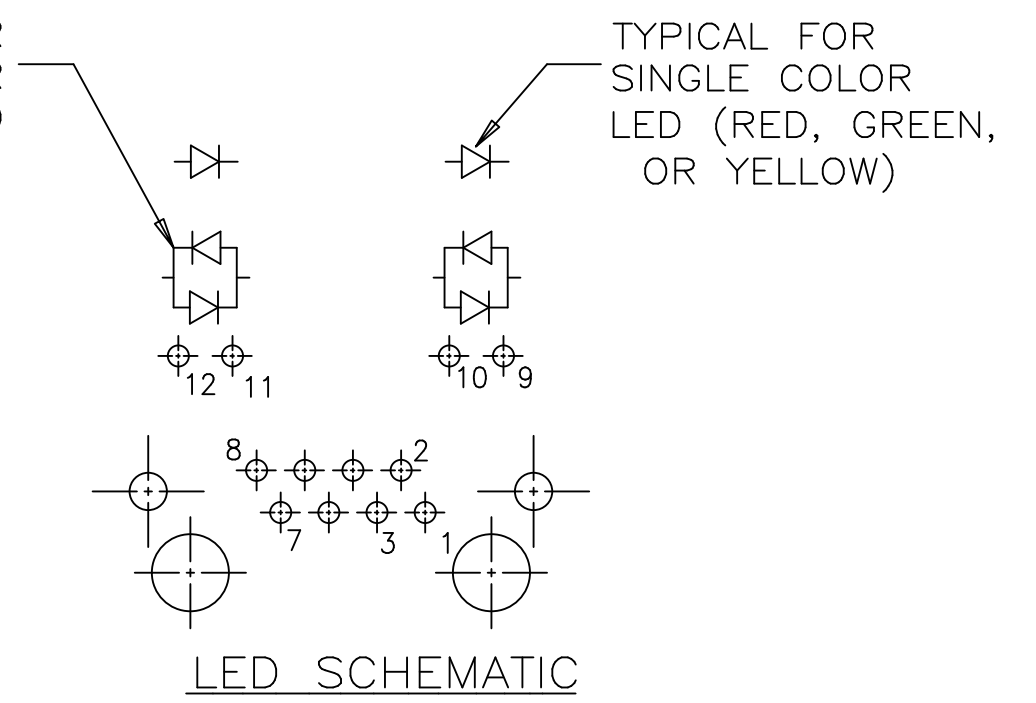 TYPICAL FOR
SINGLE COLOR
LED (RED, GREEN,
OR YELLOW)
12 11 10 9
8 2
7 3 1
LED SCHEMATIC